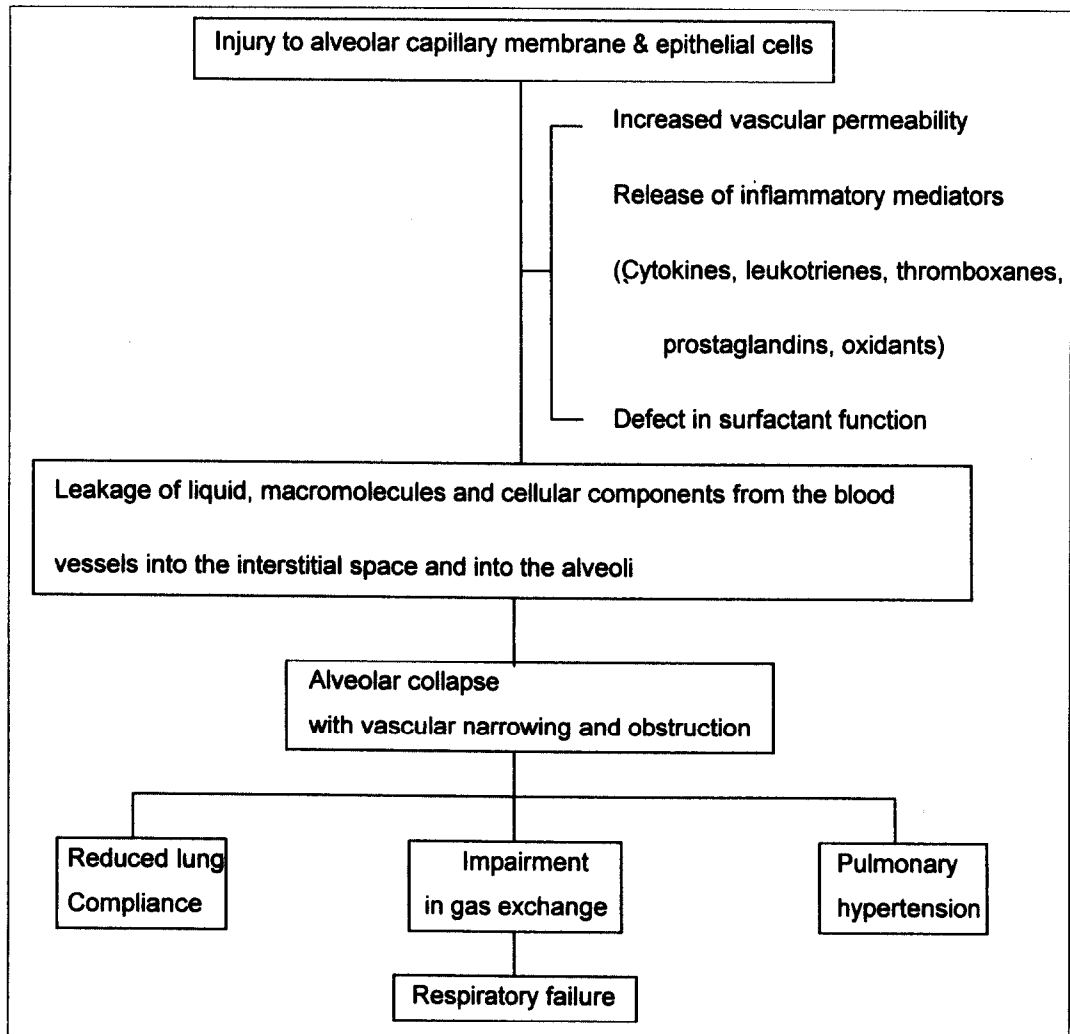 Injury to alveolar capillary membrane & epithelial cells
Increased vascular permeability
Release of inflammatory mediators
(Cytokines, leukotrienes, thromboxanes,
prostaglandins, oxidants)
Defect in surfactant function
Leakage of liquid, macromolecules and cellular components from the blood
vessels into the interstitial space and into the alveoli
Alveolar collapse
with vascular narrowing and obstruction
Reduced lung
Compliance
Impairment
in gas exchange
Pulmonary
hypertension
Respiratory failure